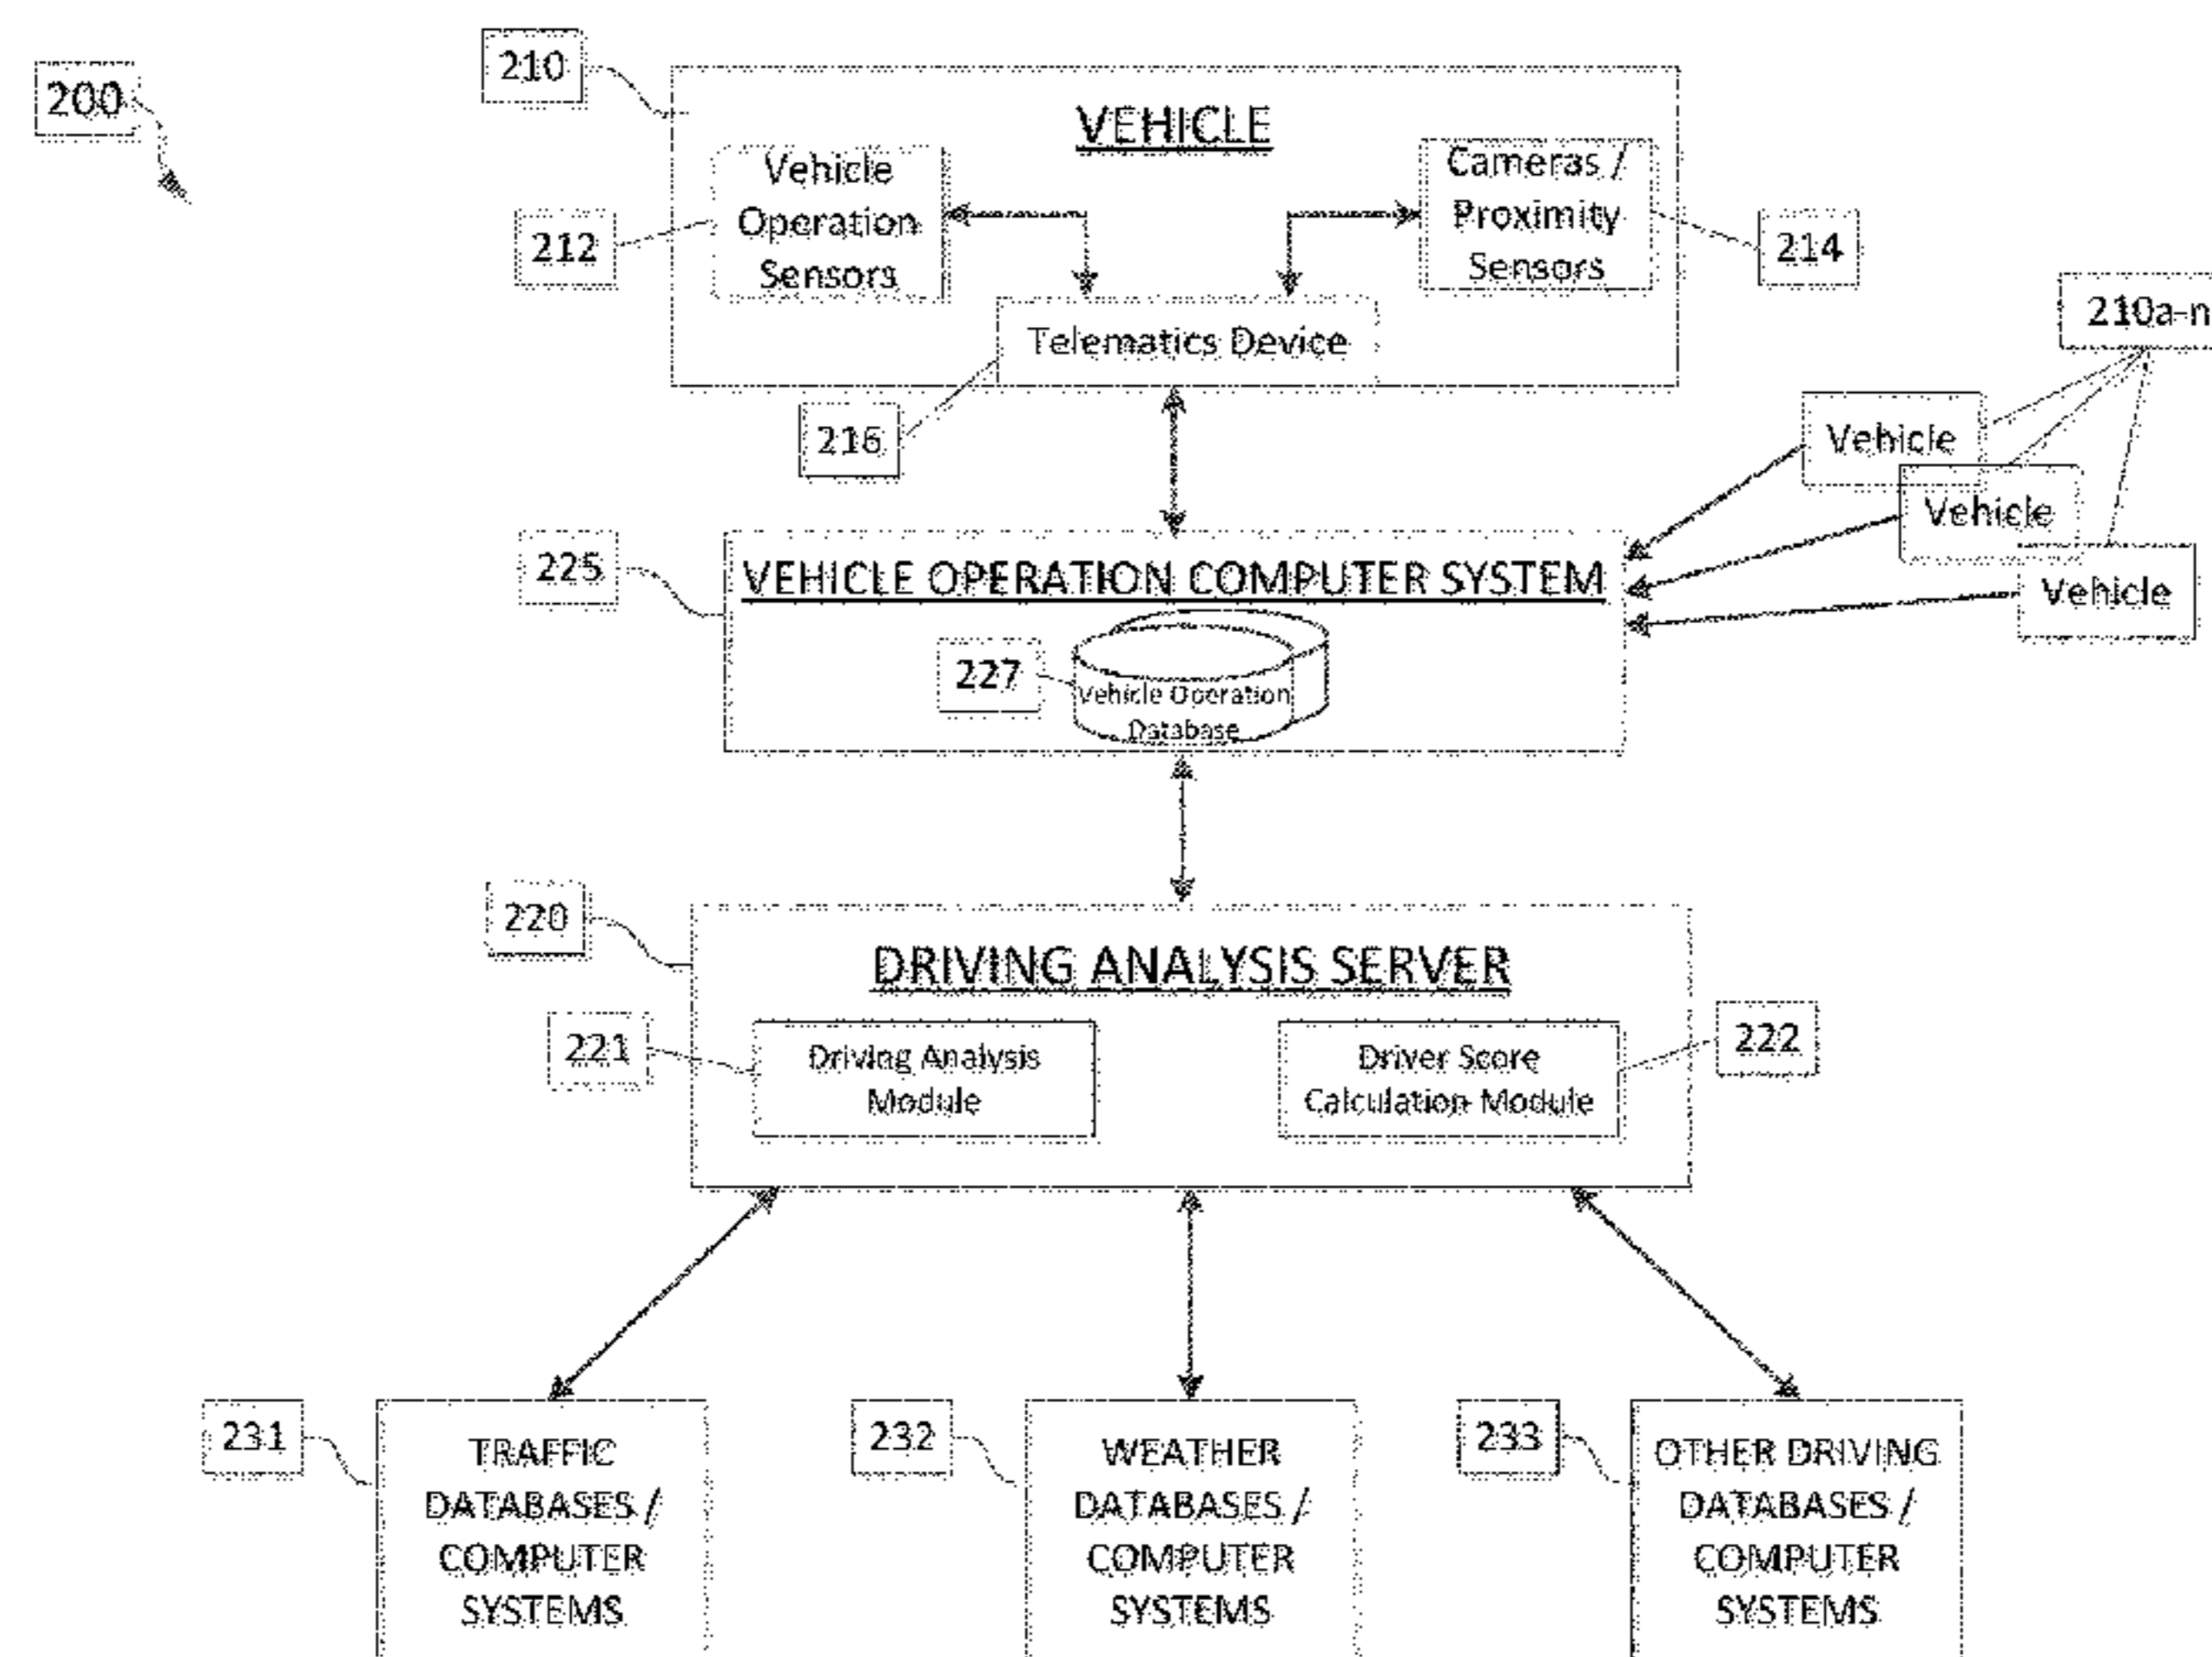 200
210
VEHICLE
Vehicle
Operation
Sensors
212
Cameras /
Proximity
Sensors
214
Telematics Device
216
210a-n
Vehicle
Vehicle
Vehicle
225
VEHICLE OPERATION COMPUTER SYSTEM
227
Vehicle Operation
Database
220
DRIVING ANALYSIS SERVER
221
Driving Analysis
Module
Driver Score
Calculation Module
222
231
TRAFFIC
DATABASES /
COMPUTER
SYSTEMS
232
WEATHER
DATABASES /
COMPUTER
SYSTEMS
233
OTHER DRIVING
DATABASES /
COMPUTER
SYSTEMS